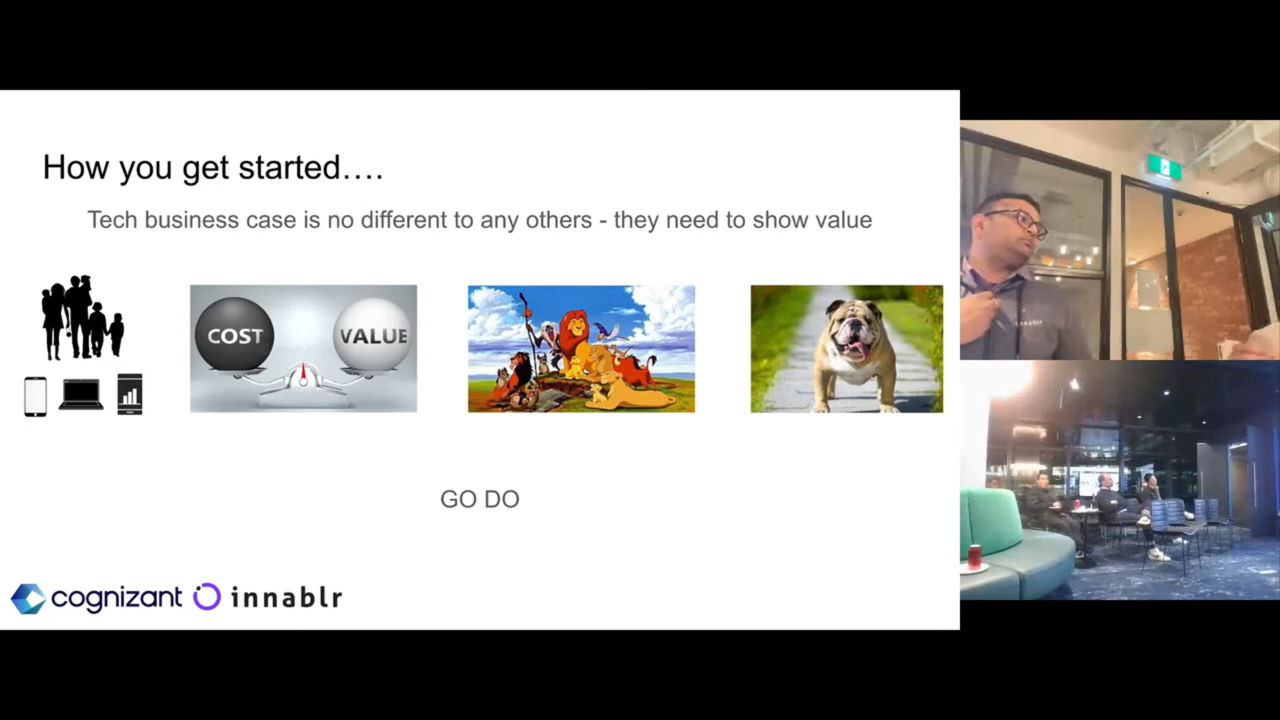 How you get started....
Tech business case is no different to any others - they need to show value
COST
VALUE
GO DO
cognizant innablr
innablr